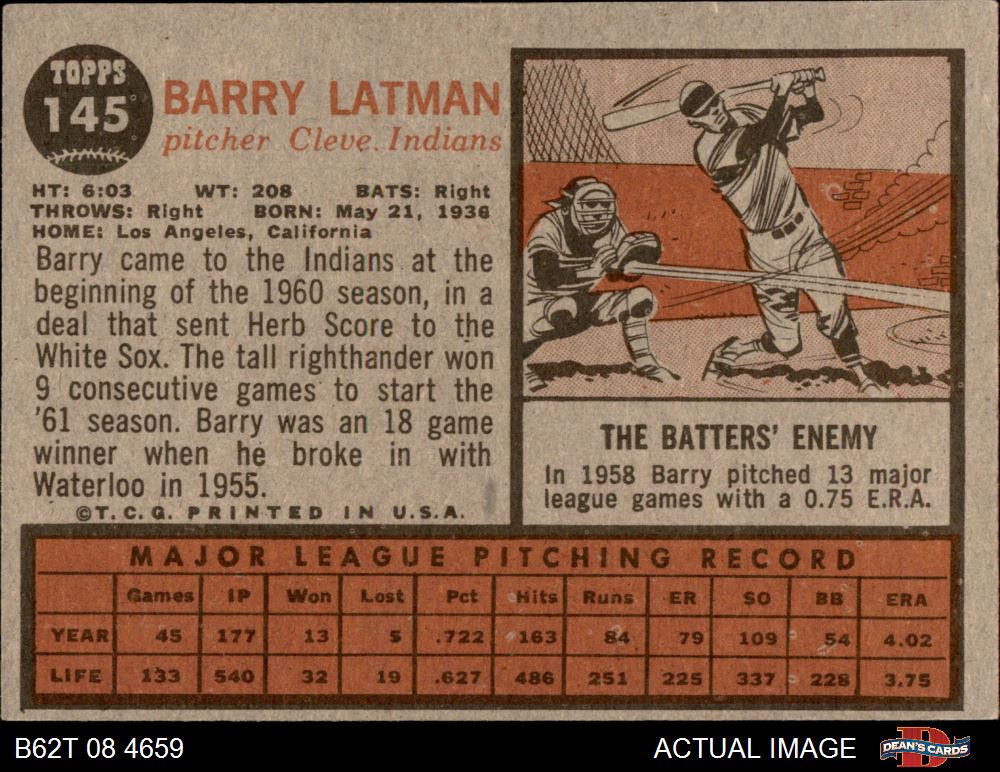 TOPPS
145
BARRY LATMAN
pitcher Cleve. Indians
HT: 6:03 WT: 208 BATS: Right
THROWS: Right BORN: May 21, 1936
HOME: Los Angeles, California
Barry came to the Indians at the
beginning of the 1960 season, in a
deal that sent Herb Score to the
White Sox. The tall righthander won
9 consecutive games to start the
'61 season. Barry was an 18 game
winner when he broke in with
Waterloo in 1955.
©T.C.G. PRINTED IN U.S.A.
THE BATTERS' ENEMY
In 1958 Barry pitched 13 major
league games with a 0.75 E.R.A.
MAJOR LEAGUE PITCHING RECORD
Games IP Won Lost Pct Hits Runs ER SO BB ERA
YEAR 45 177 13 5 .722 163 84 79 109 54 4.02
LIFE 133 540 32 19 .627 486 251 225 337 228 3.75
B62T 08 4659 ACTUAL IMAGE DEAN'S CARDS